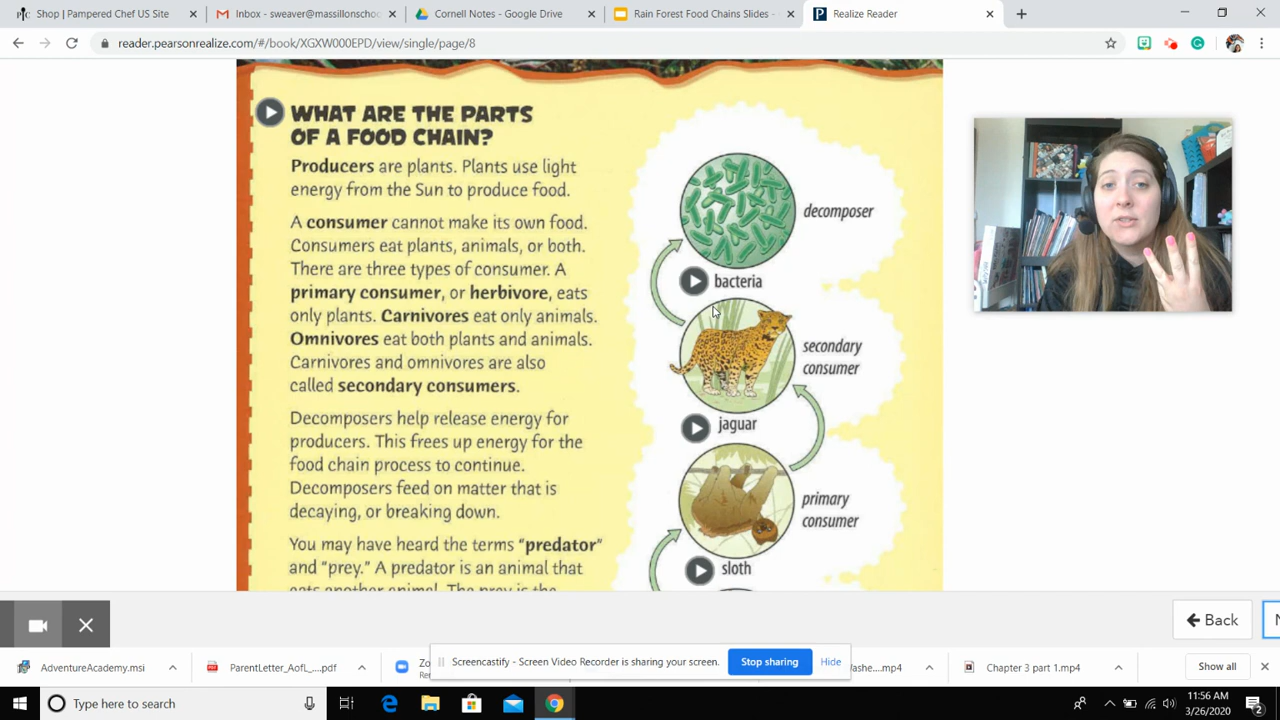 Shop | Pampered Chef US Site
Inbox - sweaver@massillonschoo
Cornell Notes - Google Drive
Rain Forest Food Chains Slides -
Realize Reader
reader.pearsonrealize.com/#/book/XGXW000EPD/view/single/page/8
WHAT ARE THE PARTS
OF A FOOD CHAIN?
Producers are plants. Plants use light
energy from the Sun to produce food.
A consumer cannot make its own food.
Consumers eat plants, animals, or both.
There are three types of consumer. A
primary consumer, or herbivore, eats
only plants. Carnivores eat only animals.
Omnivores eat both plants and animals.
Carnivores and omnivores are also
called secondary consumers.
Decomposers help release energy for
producers. This frees up energy for the
food chain process to continue.
Decomposers feed on matter that is
decaying, or breaking down.
You may have heard the terms “predator”
and “prey.” A predator is an animal that
eats another animal. The prey is the
decomposer
bacteria
secondary
consumer
jaguar
primary
consumer
sloth
Back
Screencastify - Screen Video Recorder is sharing your screen.
Stop sharing
Hide
AdventureAcademy.msi
ParentLetter_AofL_....pdf
Chapter 3 part 1.mp4
Show all
Type here to search
11:56 AM
3/26/2020
2